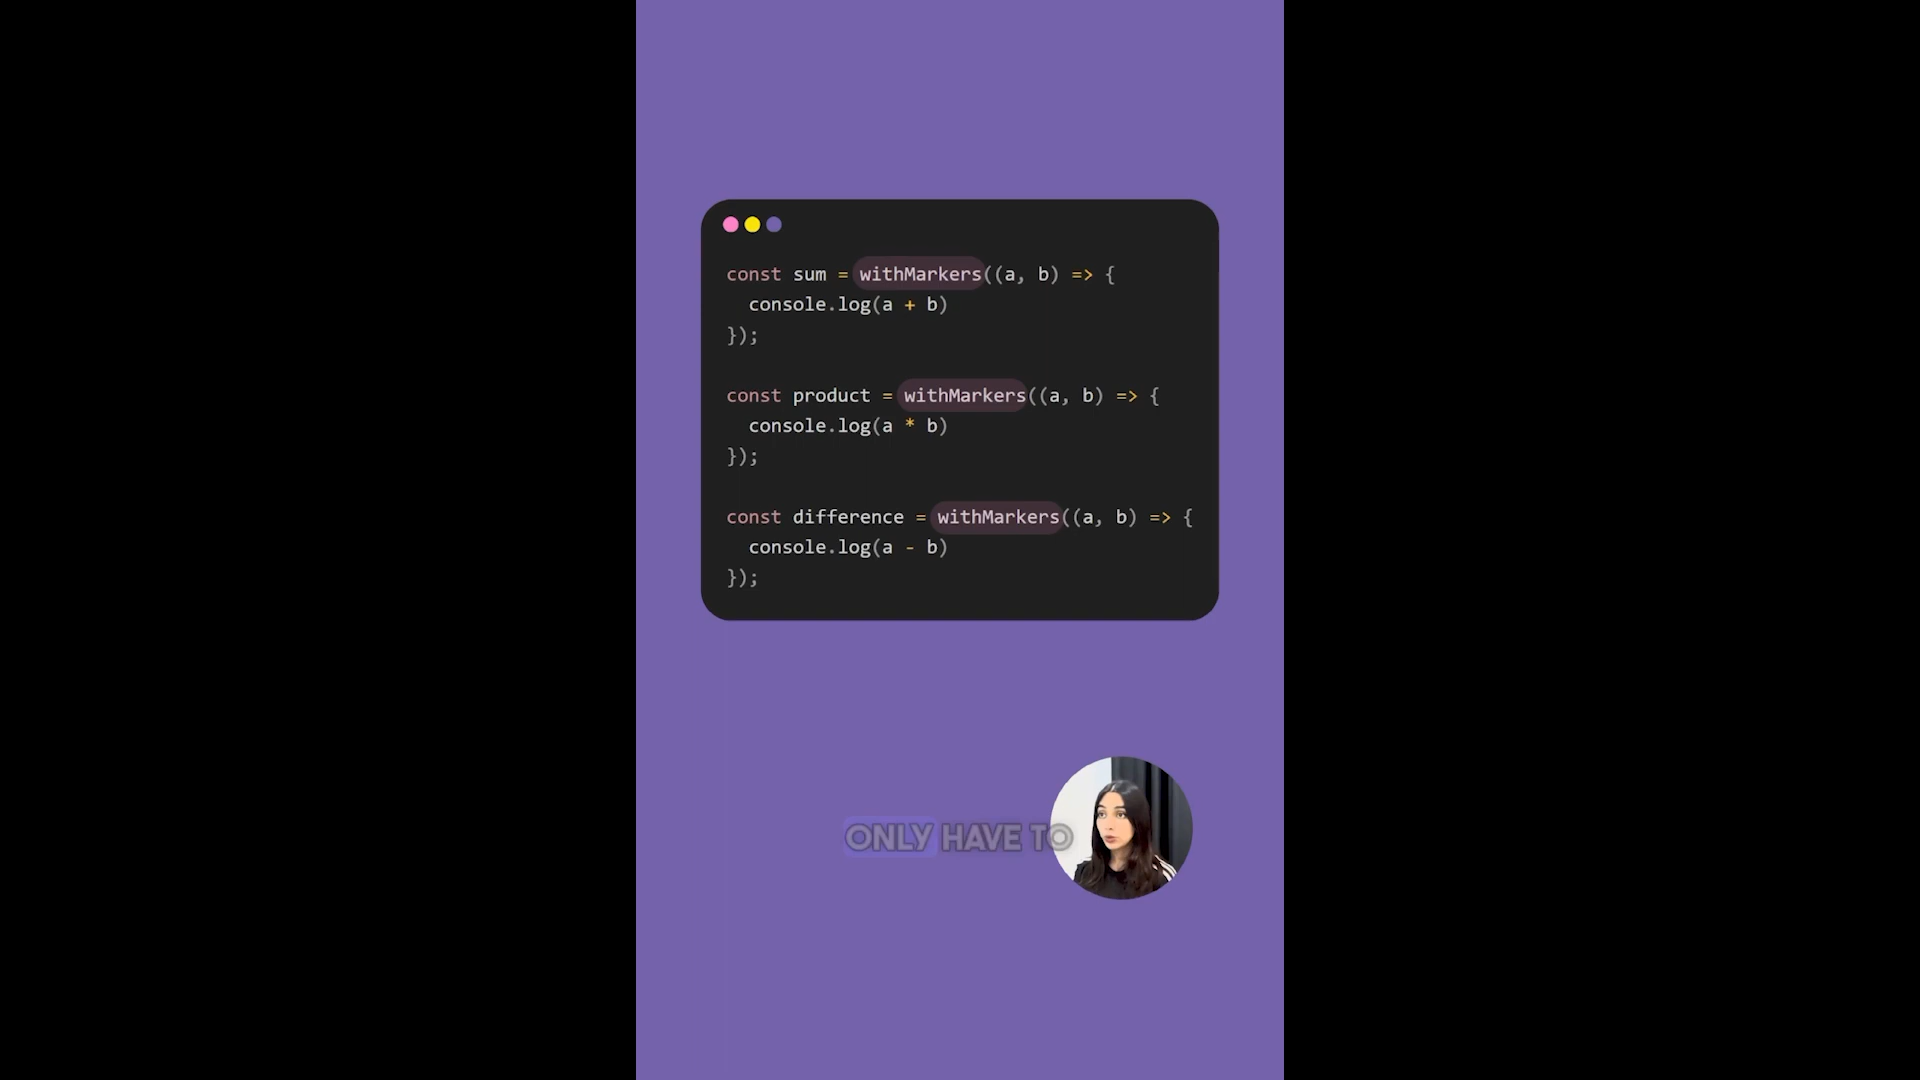 const sum = withMarkers((a, b) => {
  console.log(a + b)
});
const product = withMarkers((a, b) => {
  console.log(a * b)
});
const difference = withMarkers((a, b) => {
  console.log(a - b)
});
ONLY HAVE TO